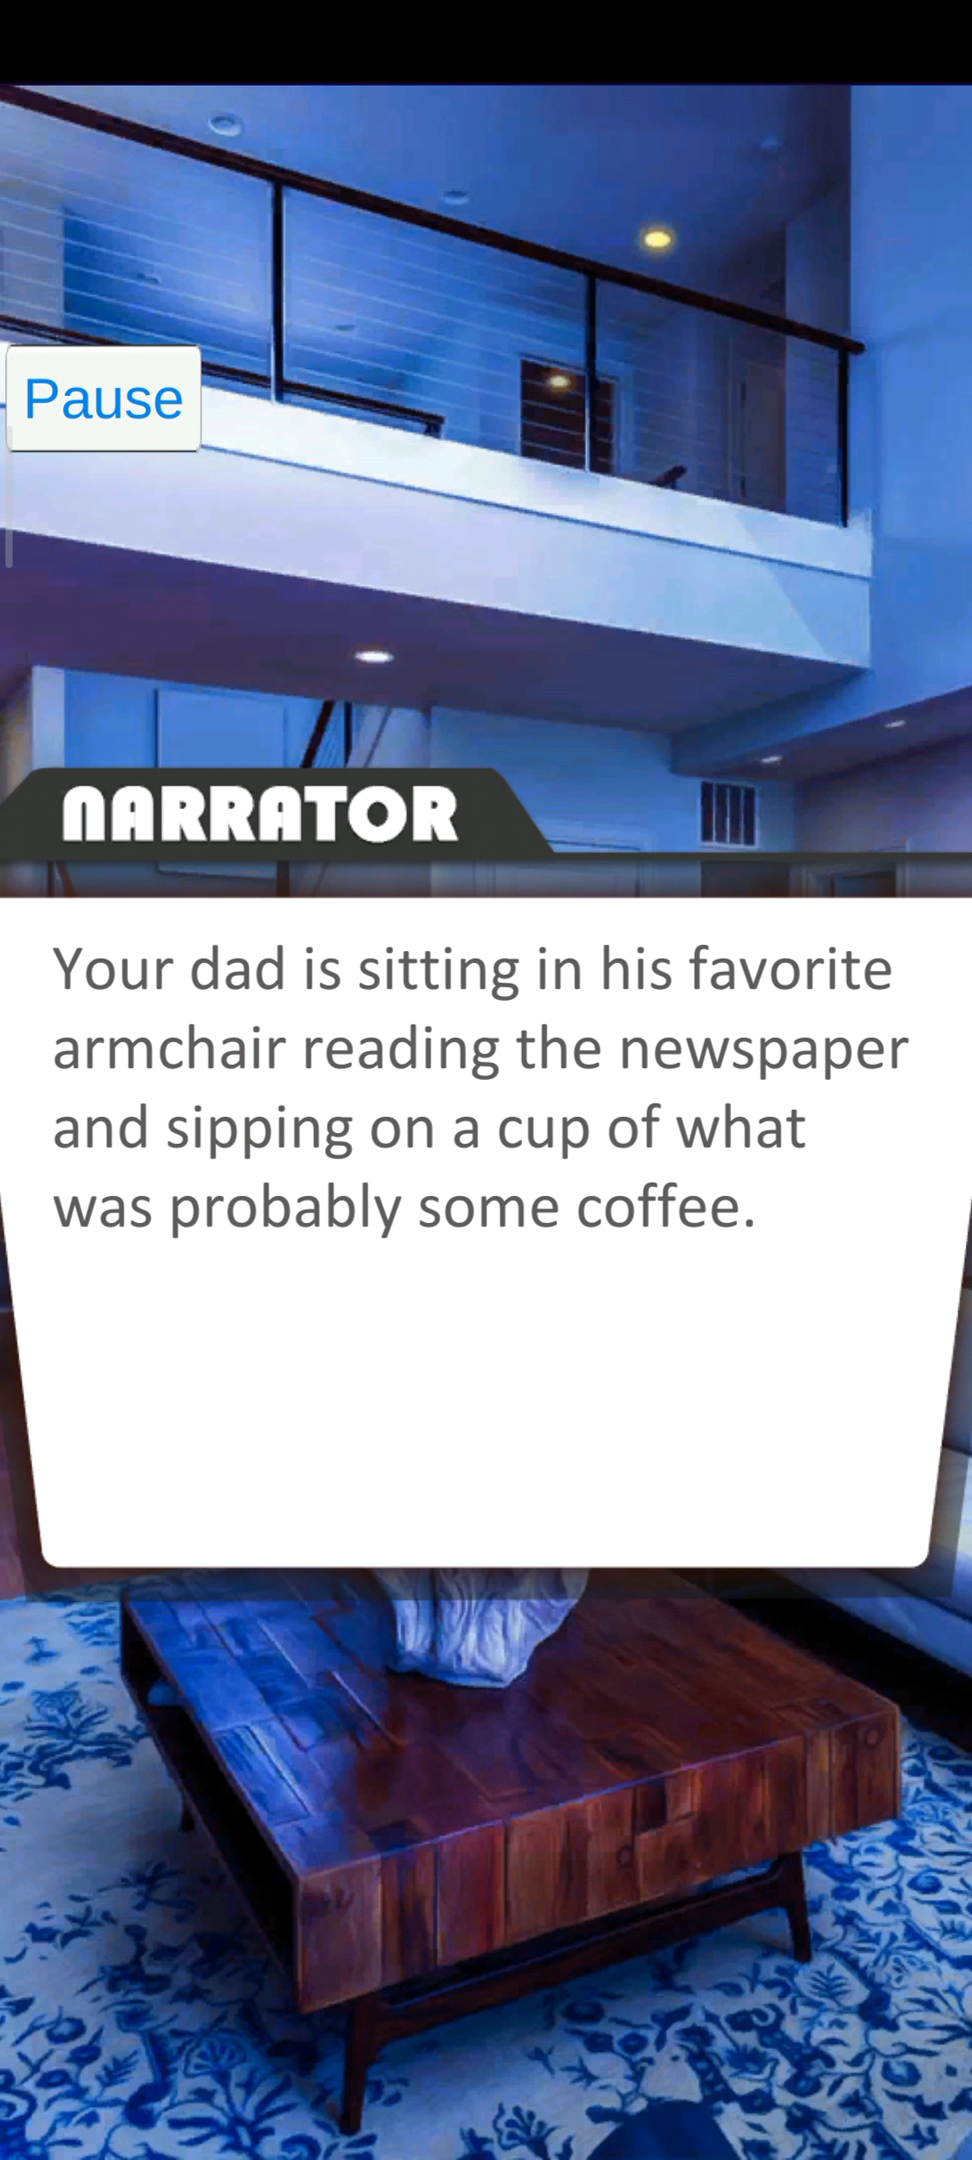 Pause
NARRATOR
Your dad is sitting in his favorite
armchair reading the newspaper
and sipping on a cup of what
was probably some coffee.